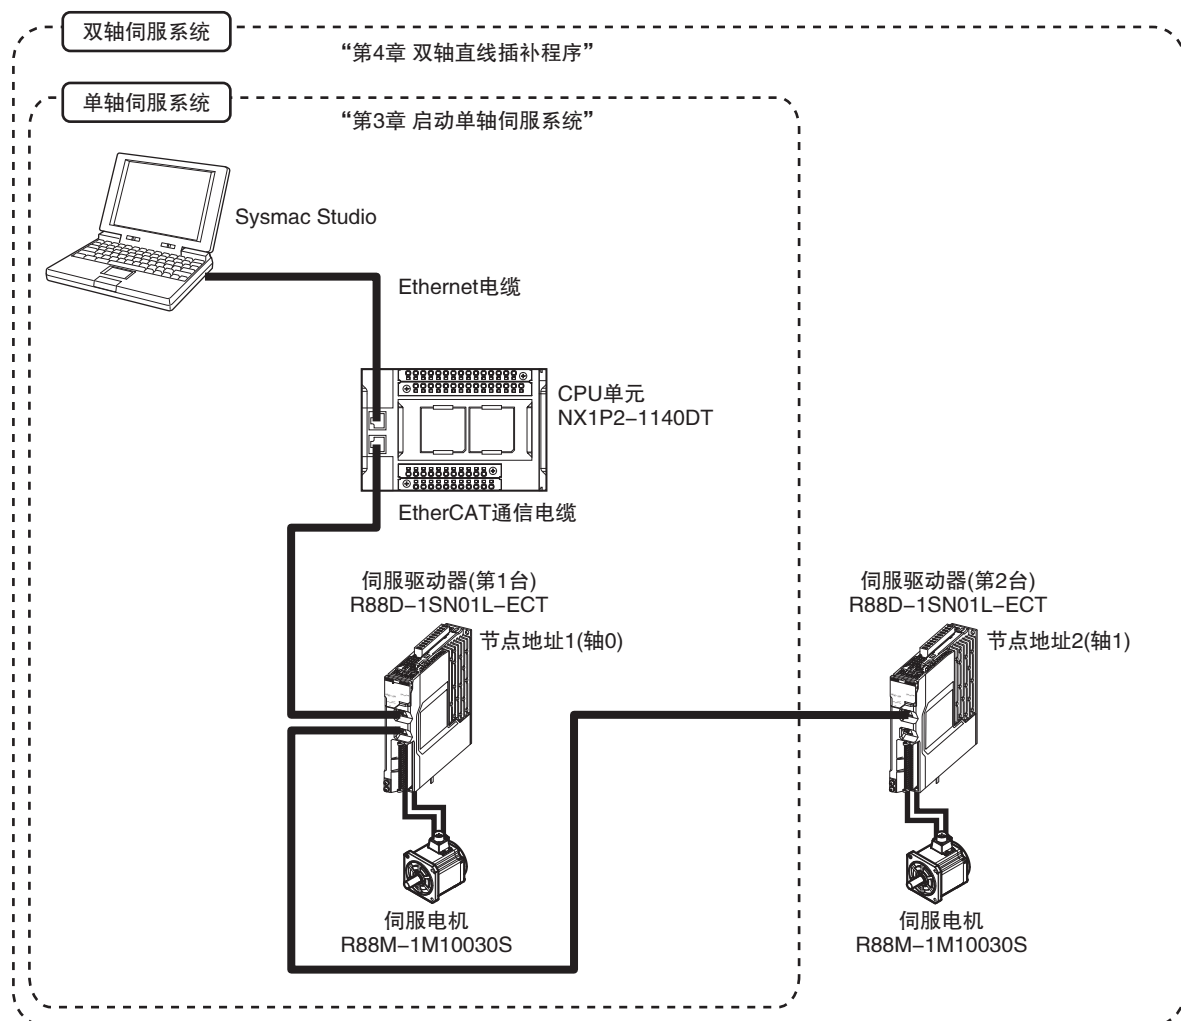 双轴伺服系统
“第4章 双轴直线插补程序”
单轴伺服系统
“第3章 启动单轴伺服系统”
Sysmac Studio
Ethernet电缆
CPU单元
NX1P2-1140DT
EtherCAT通信电缆
伺服驱动器(第1台)
R88D-1SN01L-ECT
节点地址1(轴0)
伺服驱动器(第2台)
R88D-1SN01L-ECT
节点地址2(轴1)
伺服电机
R88M-1M10030S
伺服电机
R88M-1M10030S